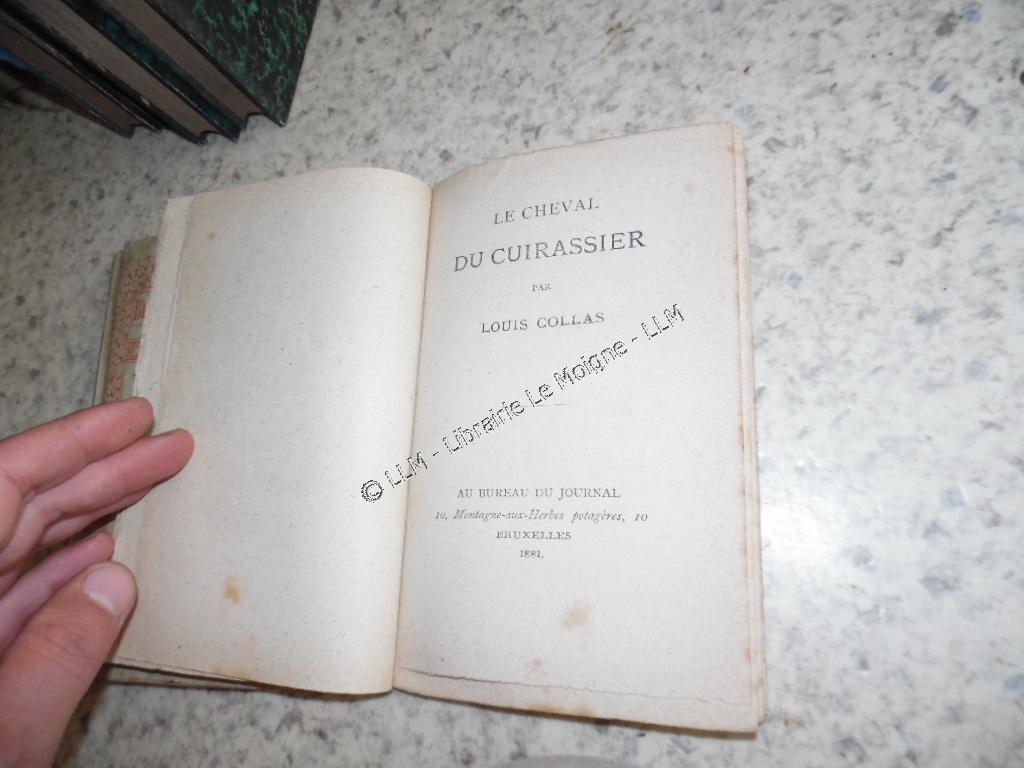 LE CHEVAL
DU CUIRASSIER
PAR
LOUIS COLLAS
© LLM - Librairie Le Moigne - LLM
AU BUREAU DU JOURNAL
10, Montagne-aux-Herbes potagères, 10
BRUXELLES
1881.